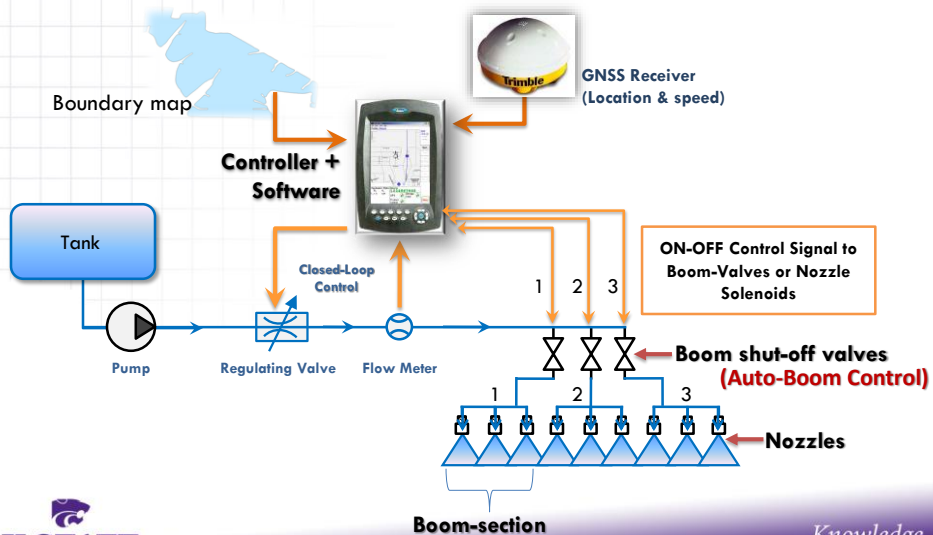 Boundary map
Trimble
GNSS Receiver
(Location & speed)
Controller +
Software
Tank
Closed-Loop
Control
1 2 3
ON-OFF Control Signal to
Boom-Valves or Nozzle
Solenoids
Pump
Regulating Valve
Flow Meter
Boom shut-off valves
(Auto-Boom Control)
1 2 3
Nozzles
Boom-section
Knowledge